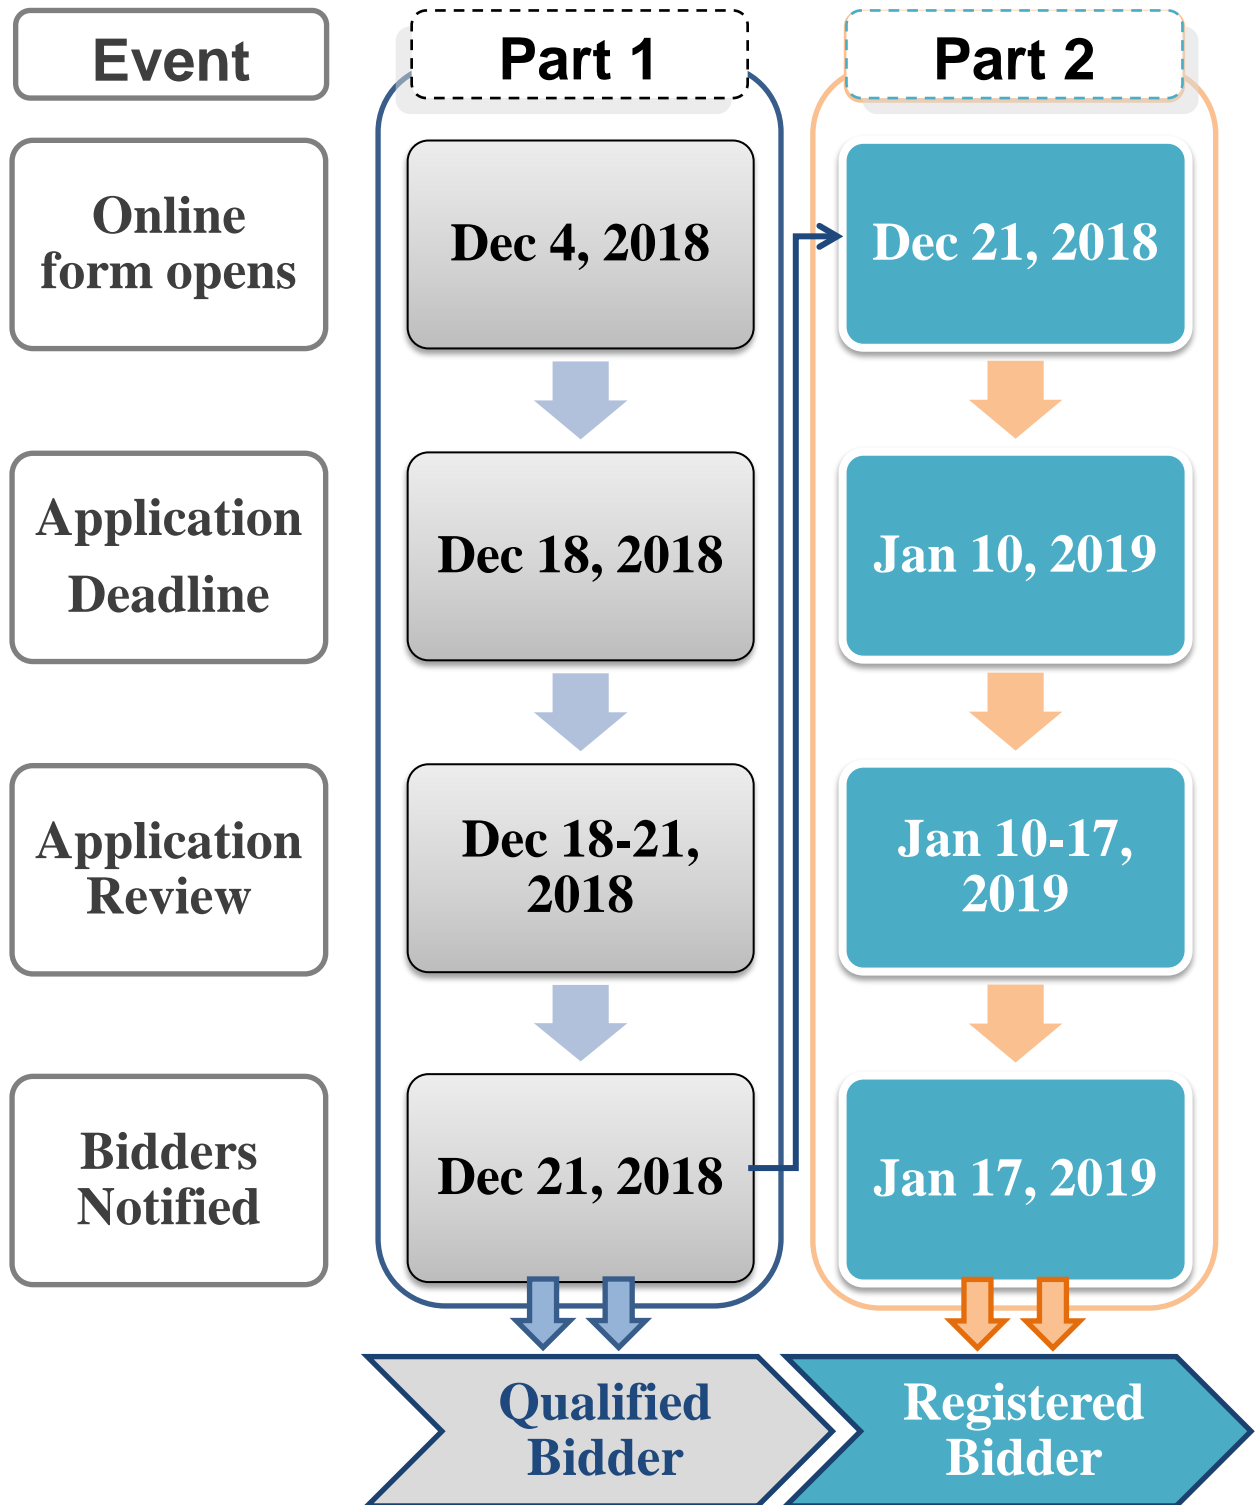 Event
Part 1
Part 2
Online
form opens
Dec 4, 2018
Dec 21, 2018
Application
Deadline
Dec 18, 2018
Jan 10, 2019
Application
Review
Dec 18-21,
2018
Jan 10-17,
2019
Bidders
Notified
Dec 21, 2018
Jan 17, 2019
Qualified
Bidder
Registered
Bidder